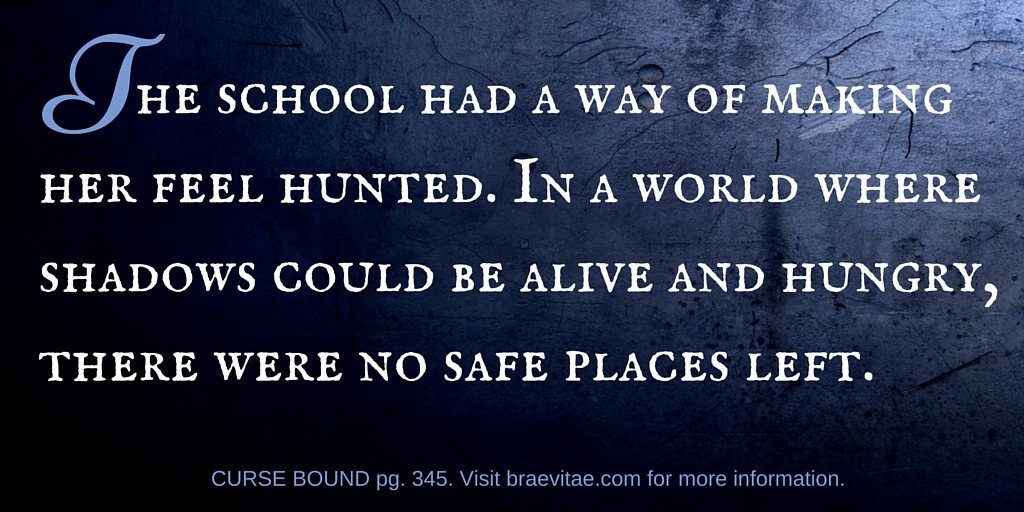 The school had a way of making
her feel hunted. In a world where
shadows could be alive and hungry,
there were no safe places left.
CURSE BOUND pg. 345. Visit braevitae.com for more information.